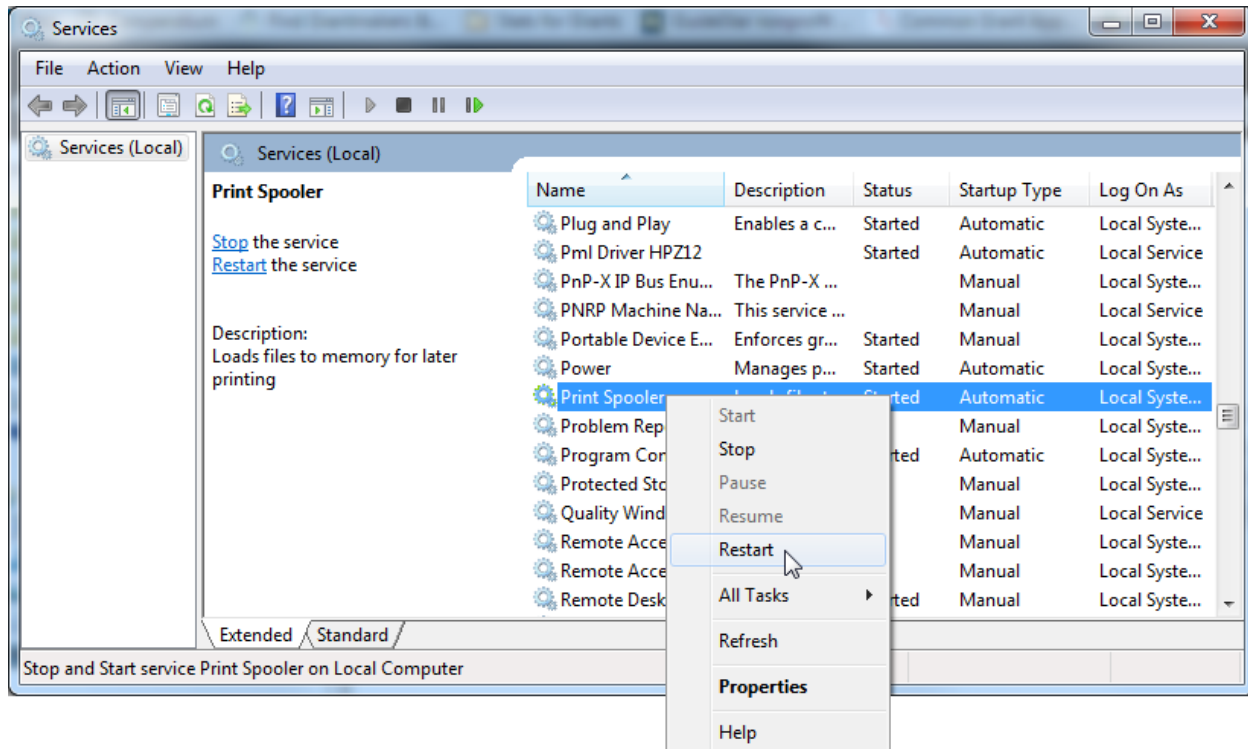 Services
File Action View Help
Services (Local)
Services (Local)
Print Spooler
Stop the service
Restart the service
Description:
Loads files to memory for later
printing
Name Description Status Startup Type Log On As
Plug and Play Enables a c... Started Automatic Local Syste...
Pml Driver HPZ12 Started Automatic Local Service
PnP-X IP Bus Enu... The PnP-X ... Manual Local Syste...
PNRP Machine Na... This service ... Manual Local Service
Portable Device E... Enforces gr... Started Manual Local Syste...
Power Manages p... Started Automatic Local Syste...
Print Spooler Automatic Local Syste...
Problem Rep Manual Local Syste...
Program Con Automatic Local Syste...
Protected Sto Manual Local Syste...
Quality Wind Manual Local Service
Remote Acce Manual Local Syste...
Remote Acce Manual Local Syste...
Remote Desk Manual Local Syste...
Start
Stop
Pause
Resume
Restart
All Tasks
Refresh
Properties
Help
Extended Standard
Stop and Start service Print Spooler on Local Computer